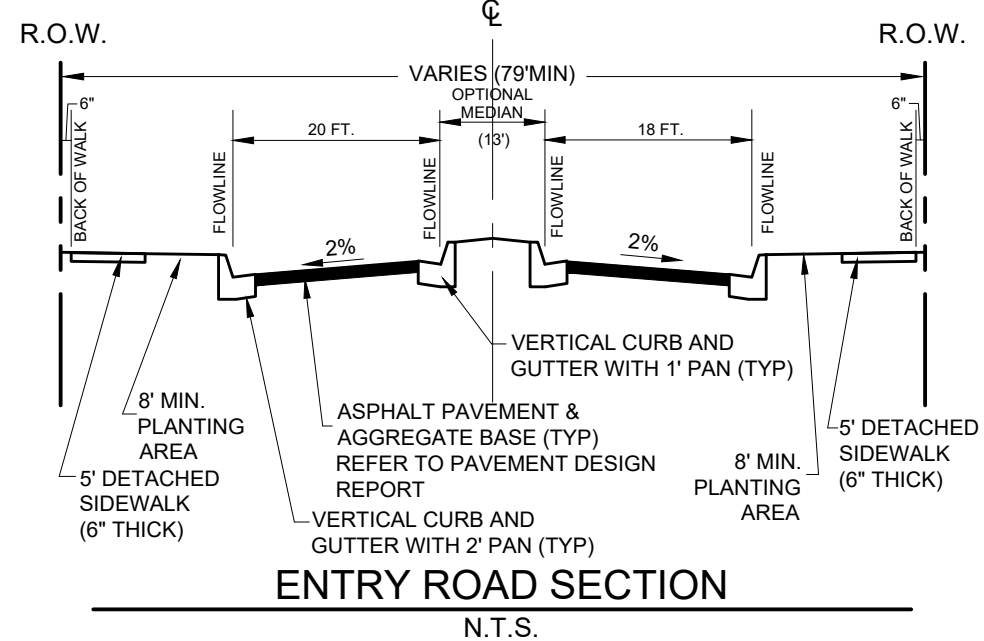 ℄
R.O.W.
R.O.W.
VARIES (79'MIN)
OPTIONAL
MEDIAN
(13')
6"
6"
20 FT.
18 FT.
BACK OF WALK
FLOWLINE
FLOWLINE
FLOWLINE
FLOWLINE
BACK OF WALK
2%
2%
VERTICAL CURB AND
GUTTER WITH 1' PAN (TYP)
8' MIN.
PLANTING
AREA
5' DETACHED
SIDEWALK
(6" THICK)
ASPHALT PAVEMENT &
AGGREGATE BASE (TYP)
REFER TO PAVEMENT DESIGN
REPORT
VERTICAL CURB AND
GUTTER WITH 2' PAN (TYP)
8' MIN.
PLANTING
AREA
5' DETACHED
SIDEWALK
(6" THICK)
ENTRY ROAD SECTION
N.T.S.